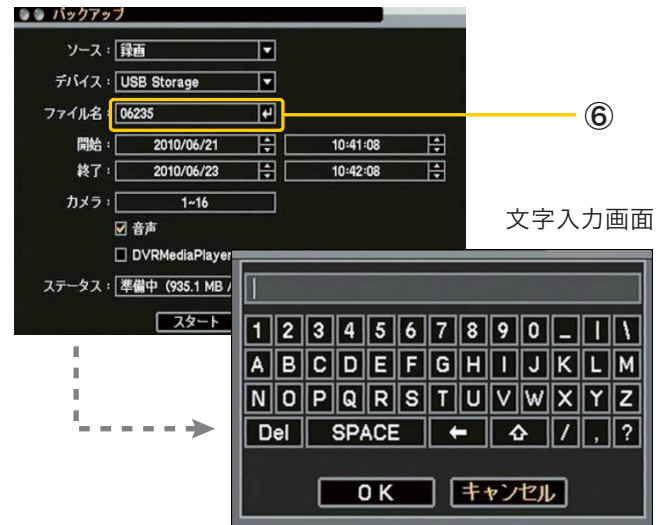 バックアップ
ソース : 録画
デバイス : USB Storage
ファイル名 : 06235
⑥
開始 : 2010/06/21 10:41:08
終了 : 2010/06/23 10:42:08
カメラ : 1~16
音声
DVRMediaPlayer
ステータス : 準備中 (935.1 MB /
スタート
文字入力画面
1 2 3 4 5 6 7 8 9 0 _ | \
A B C D E F G H I J K L M
N O P Q R S T U V W X Y Z
Del SPACE ← ⇧ / , ?
OK キャンセル